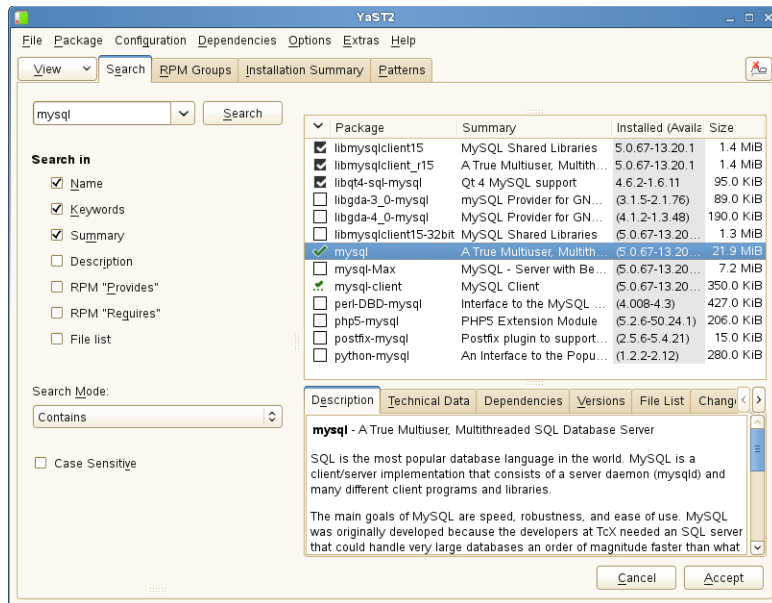 YaST2
File Package Configuration Dependencies Options Extras Help
View Search RPM Groups Installation Summary Patterns
mysql Search
Search in
Name
Keywords
Summary
Description
RPM "Provides"
RPM "Requires"
File list
Search Mode:
Contains
Case Sensitive
Package Summary Installed (Availa Size
libmysqlclient15 MySQL Shared Libraries 5.0.67-13.20.1 1.4 MiB
libmysqlclient_r15 A True Multiuser, Multith... 5.0.67-13.20.1 1.4 MiB
libqt4-sql-mysql Qt 4 MySQL support 4.6.2-1.6.11 95.0 KiB
libgda-3_0-mysql mySQL Provider for GN... (3.1.5-2.1.76) 89.0 KiB
libgda-4_0-mysql mySQL Provider for GN... (4.1.2-1.3.48) 190.0 KiB
libmysqlclient15-32bit MySQL Shared Libraries (5.0.67-13.20... 1.3 MiB
mysql A True Multiuser, Multith... (5.0.67-13.20... 21.9 MiB
mysql-Max MySQL - Server with Be... (5.0.67-13.20... 7.2 MiB
mysql-client MySQL Client (5.0.67-13.20... 350.0 KiB
perl-DBD-mysql Interface to the MySQL ... (4.008-4.3) 427.0 KiB
php5-mysql PHP5 Extension Module (5.2.6-50.24.1) 206.0 KiB
postfix-mysql Postfix plugin to support... (2.5.6-5.4.21) 15.0 KiB
python-mysql An Interface to the Popu... (1.2.2-2.12) 280.0 KiB
Description Technical Data Dependencies Versions File List Chang
mysql - A True Multiuser, Multithreaded SQL Database Server
SQL is the most popular database language in the world. MySQL is a
client/server implementation that consists of a server daemon (mysqld) and
many different client programs and libraries.
The main goals of MySQL are speed, robustness, and ease of use. MySQL
was originally developed because the developers at TcX needed an SQL server
that could handle very large databases an order of magnitude faster than what
Cancel Accept